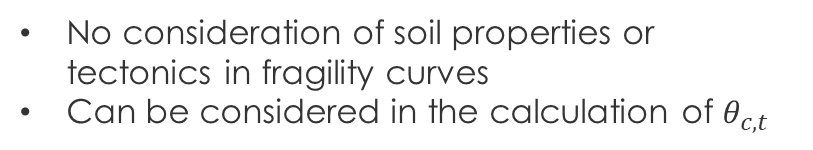 • No consideration of soil properties or
tectonics in fragility curves
• Can be considered in the calculation of θc,t